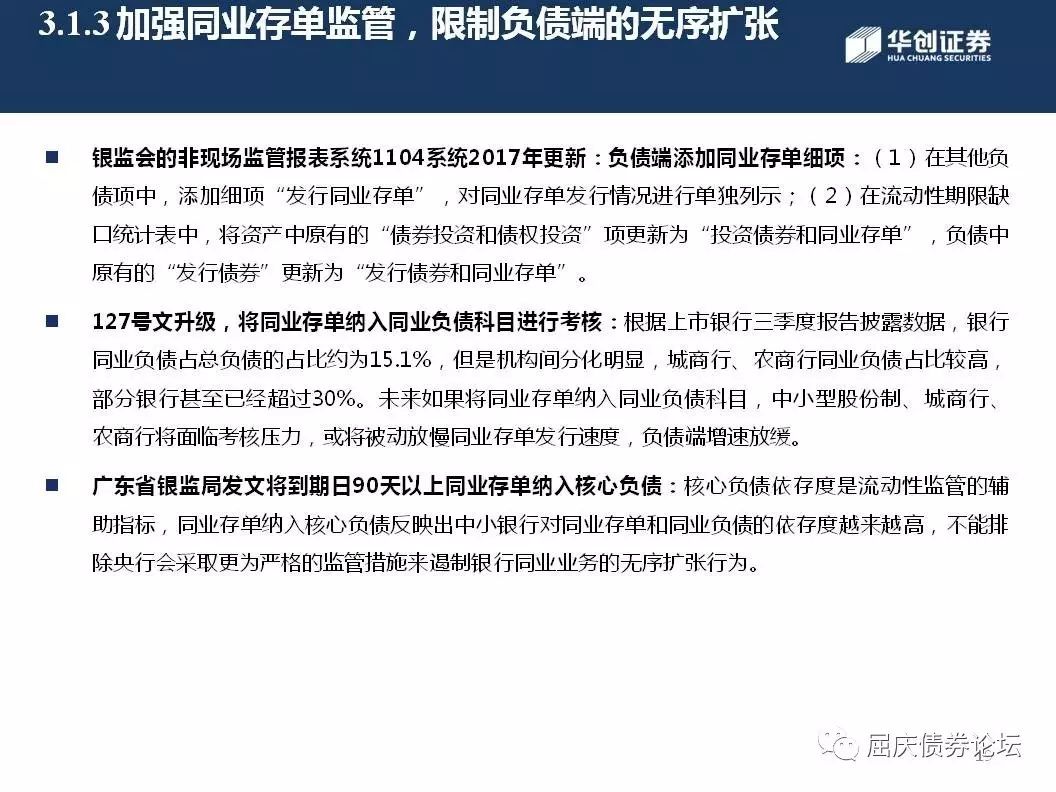 3.1.3 加强同业存单监管，限制负债端的无序扩张
华创证券
HUA CHUANG SECURITIES
银监会的非现场监管报表系统1104系统2017年更新：负债端添加同业存单细项：（1）在其他负
债项中，添加细项“发行同业存单”，对同业存单发行情况进行单独列示；（2）在流动性期限缺
口统计表中，将资产中原有的“债券投资和债权投资”项更新为“投资债券和同业存单”，负债中
原有的“发行债券”更新为“发行债券和同业存单”。
127号文升级，将同业存单纳入同业负债科目进行考核：根据上市银行三季度报告披露数据，银行
同业负债占总负债的占比约为15.1%，但是机构间分化明显，城商行、农商行同业负债占比较高，
部分银行甚至已经超过30%。未来如果将同业存单纳入同业负债科目，中小型股份制、城商行、
农商行将面临考核压力，或将被动放慢同业存单发行速度，负债端增速放缓。
广东省银监局发文将到期日90天以上同业存单纳入核心负债：核心负债依存度是流动性监管的辅
助指标，同业存单纳入核心负债反映出中小银行对同业存单和同业负债的依存度越来越高，不能排
除央行会采取更为严格的监管措施来遏制银行同业业务的无序扩张行为。
屈庆债券论坛